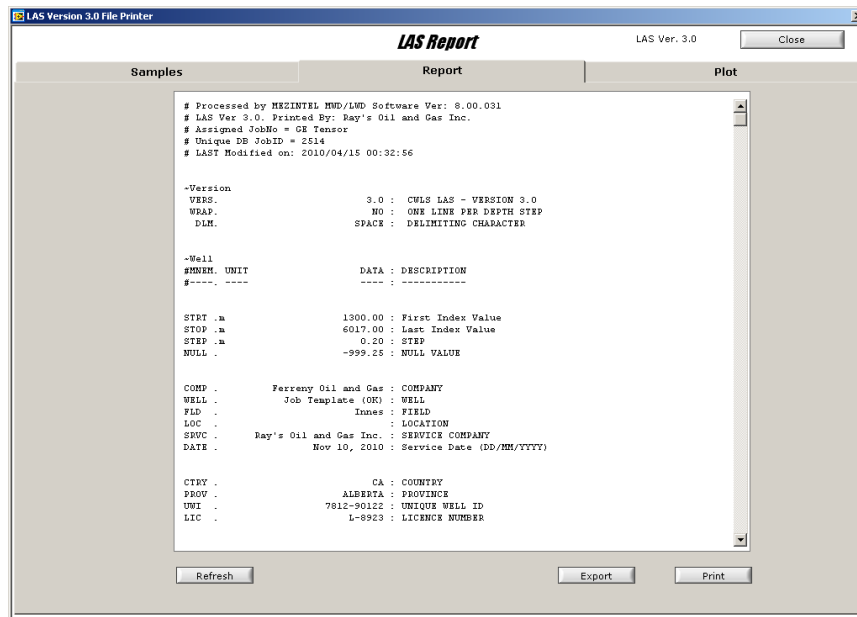 LAS Version 3.0 File Printer
LAS Report
LAS Ver. 3.0
Close
Samples
Report
Plot
# Processed by MEZINTEL MWD/LWD Software Ver: 8.00.031
# LAS Ver 3.0. Printed By: Ray's Oil and Gas Inc.
# Assigned JobNo = GE Tensor
# Unique DB JobID = 2514
# LAST Modified on: 2010/04/15 00:32:56
~Version
VERS. 3.0 : CWLS LAS - VERSION 3.0
WRAP. NO : ONE LINE PER DEPTH STEP
DLM. SPACE : DELIMITING CHARACTER
~Well
#MNEM. UNIT DATA : DESCRIPTION
#----. ---- ---- : -----------
STRT .m 1300.00 : First Index Value
STOP .m 6017.00 : Last Index Value
STEP .m 0.20 : STEP
NULL . -999.25 : NULL VALUE
COMP . Ferreny Oil and Gas : COMPANY
WELL . Job Template (OK) : WELL
FLD . Innes : FIELD
LOC . : LOCATION
SRVC . Ray's Oil and Gas Inc. : SERVICE COMPANY
DATE . Nov 10, 2010 : Service Date (DD/MM/YYYY)
CTRY . CA : COUNTRY
PROV . ALBERTA : PROVINCE
UWI . 7812-90122 : UNIQUE WELL ID
LIC . L-8923 : LICENCE NUMBER
Refresh
Export
Print